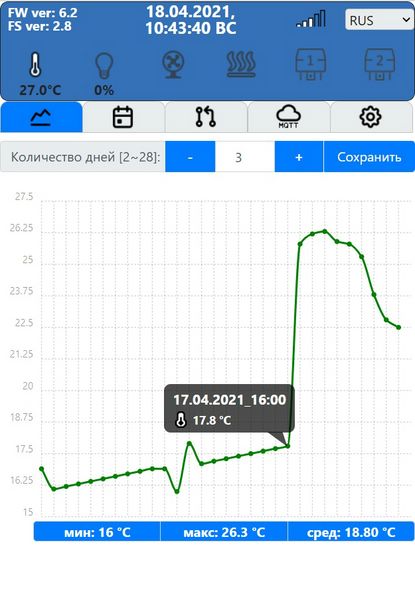 FW ver: 6.2
FS ver: 2.8
18.04.2021,
10:43:40 ВС
RUS
27.0°C
0%
1
2
MQTT
Количество дней [2~28]:
-
3
+
Сохранить
27.5
26.25
25
23.75
22.5
21.25
20
18.75
17.5
16.25
15
17.04.2021_16:00
17.8 °C
мин: 16 °C
макс: 26.3 °C
сред: 18.80 °C